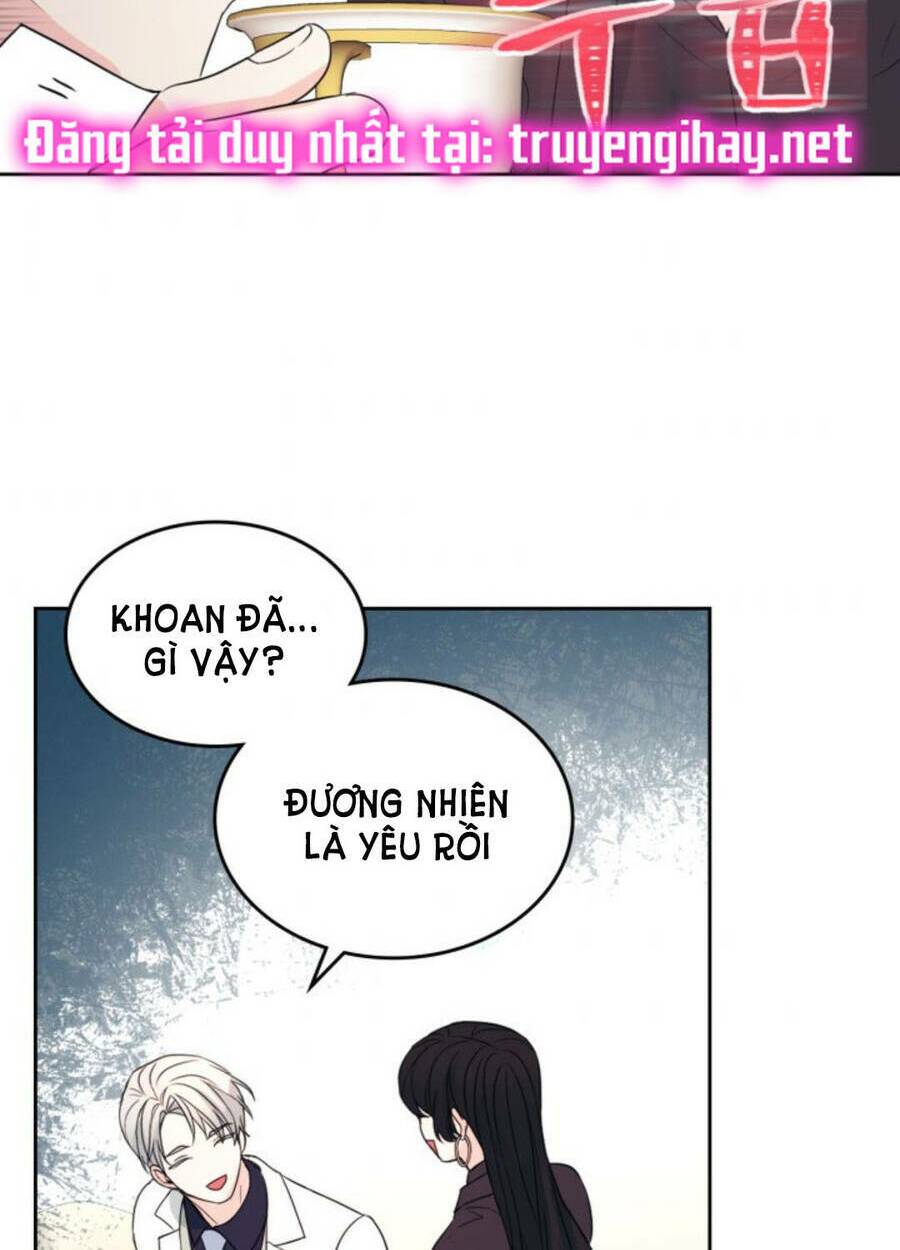 Đăng tải duy nhất tại: truyengihay.net
KHOAN ĐÃ...
GÌ VẬY?
ĐƯƠNG NHIÊN
LÀ YÊU RỒI